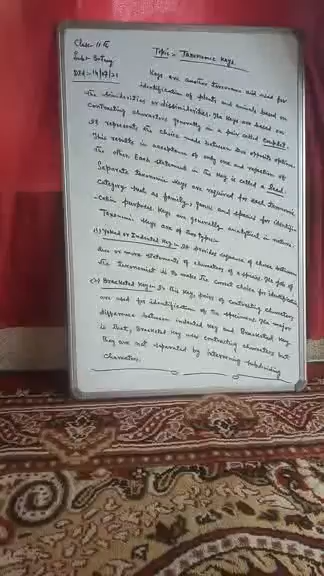 Class- 11th
Topic:- Taxonomic Keys
Sub:- Botany
Date:- 14/07/21
Keys are another taxonomic aid used for
identification of plants and animals based on
the similarities or dissimilarities. The keys are based on
contrasting characters generally in a pair called Couplet.
It represents the choice made between two opposite options
This results in acceptance of only one and rejection of
the other. Each statement in the key is called a lead.
Separate taxonomic keys are required for each taxonomic
category such as family, genus and species for identifi-
-cation purposes. Keys are generally analytical in nature.
Taxonomic keys are of two types:-
(i) Yoked or Indented Key:- It provides sequence of choice between
two or more statements of characters of a species. The job of
the taxonomist is to make the correct choice for identification
(ii) Bracketed Key:- In this key, pairs of contrasting characters
are used for identification of the specimen. The major
difference between indented key and Bracketed key
is that, Bracketed key uses contrasting characters but
they are not separated by intervening subdividing
characters.